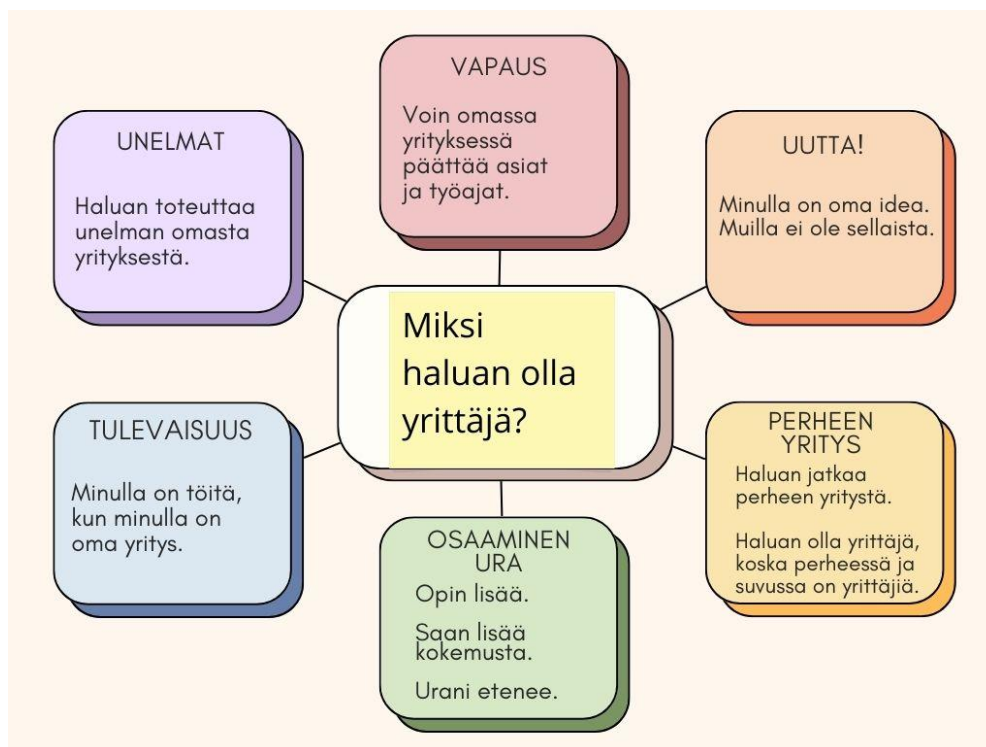 VAPAUS
Voin omassa
yrityksessä
päättää asiat
ja työajat.
UNELMAT
Haluan toteuttaa
unelman omasta
yrityksestä.
UUTTA!
Minulla on oma idea.
Muilla ei ole sellaista.
Miksi
haluan olla
yrittäjä?
TULEVAISUUS
Minulla on töitä,
kun minulla on
oma yritys.
PERHEEN
YRITYS
Haluan jatkaa
perheen yritystä.
Haluan olla yrittäjä,
koska perheessä ja
suvussa on yrittäjiä.
OSAAMINEN
URA
Opin lisää.
Saan lisää
kokemusta.
Urani etenee.